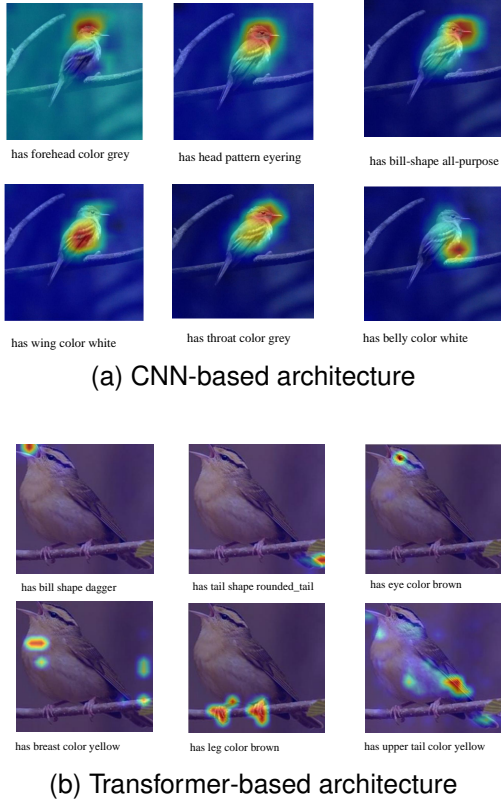 has forehead color grey
has head pattern eyering
has bill-shape all-purpose
has wing color white
has throat color grey
has belly color white
(a) CNN-based architecture
has bill shape dagger
has tail shape rounded_tail
has eye color brown
has breast color yellow
has leg color brown
has upper tail color yellow
(b) Transformer-based architecture